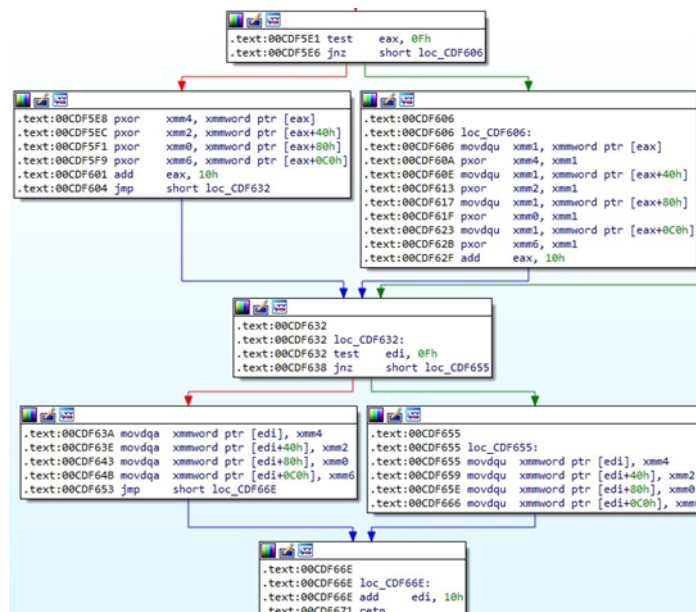 .text:00CDF5E1 test eax, 0Fh
.text:00CDF5E6 jnz short loc_CDF606
.text:00CDF5E8 pxor xmm4, xmmword ptr [eax]
.text:00CDF5EC pxor xmm2, xmmword ptr [eax+40h]
.text:00CDF5F1 pxor xmm0, xmmword ptr [eax+80h]
.text:00CDF5F9 pxor xmm6, xmmword ptr [eax+0C0h]
.text:00CDF601 add eax, 10h
.text:00CDF604 jmp short loc_CDF632
.text:00CDF606
.text:00CDF606 loc_CDF606:
.text:00CDF606 movdqu xmm1, xmmword ptr [eax]
.text:00CDF60A pxor xmm4, xmm1
.text:00CDF60E movdqu xmm1, xmmword ptr [eax+40h]
.text:00CDF613 pxor xmm2, xmm1
.text:00CDF617 movdqu xmm1, xmmword ptr [eax+80h]
.text:00CDF61F pxor xmm0, xmm1
.text:00CDF623 movdqu xmm1, xmmword ptr [eax+0C0h]
.text:00CDF62B pxor xmm6, xmm1
.text:00CDF62F add eax, 10h
.text:00CDF632
.text:00CDF632 loc_CDF632:
.text:00CDF632 test edi, 0Fh
.text:00CDF638 jnz short loc_CDF655
.text:00CDF63A movdqa xmmword ptr [edi], xmm4
.text:00CDF63E movdqa xmmword ptr [edi+40h], xmm2
.text:00CDF643 movdqa xmmword ptr [edi+80h], xmm0
.text:00CDF64B movdqa xmmword ptr [edi+0C0h], xmm6
.text:00CDF653 jmp short loc_CDF66E
.text:00CDF655
.text:00CDF655 loc_CDF655:
.text:00CDF655 movdqu xmmword ptr [edi], xmm4
.text:00CDF659 movdqu xmmword ptr [edi+40h], xmm2
.text:00CDF65E movdqu xmmword ptr [edi+80h], xmm0
.text:00CDF666 movdqu xmmword ptr [edi+0C0h],
.text:00CDF66E
.text:00CDF66E loc_CDF66E:
.text:00CDF66E add edi, 10h
.text:00CDF671 retn